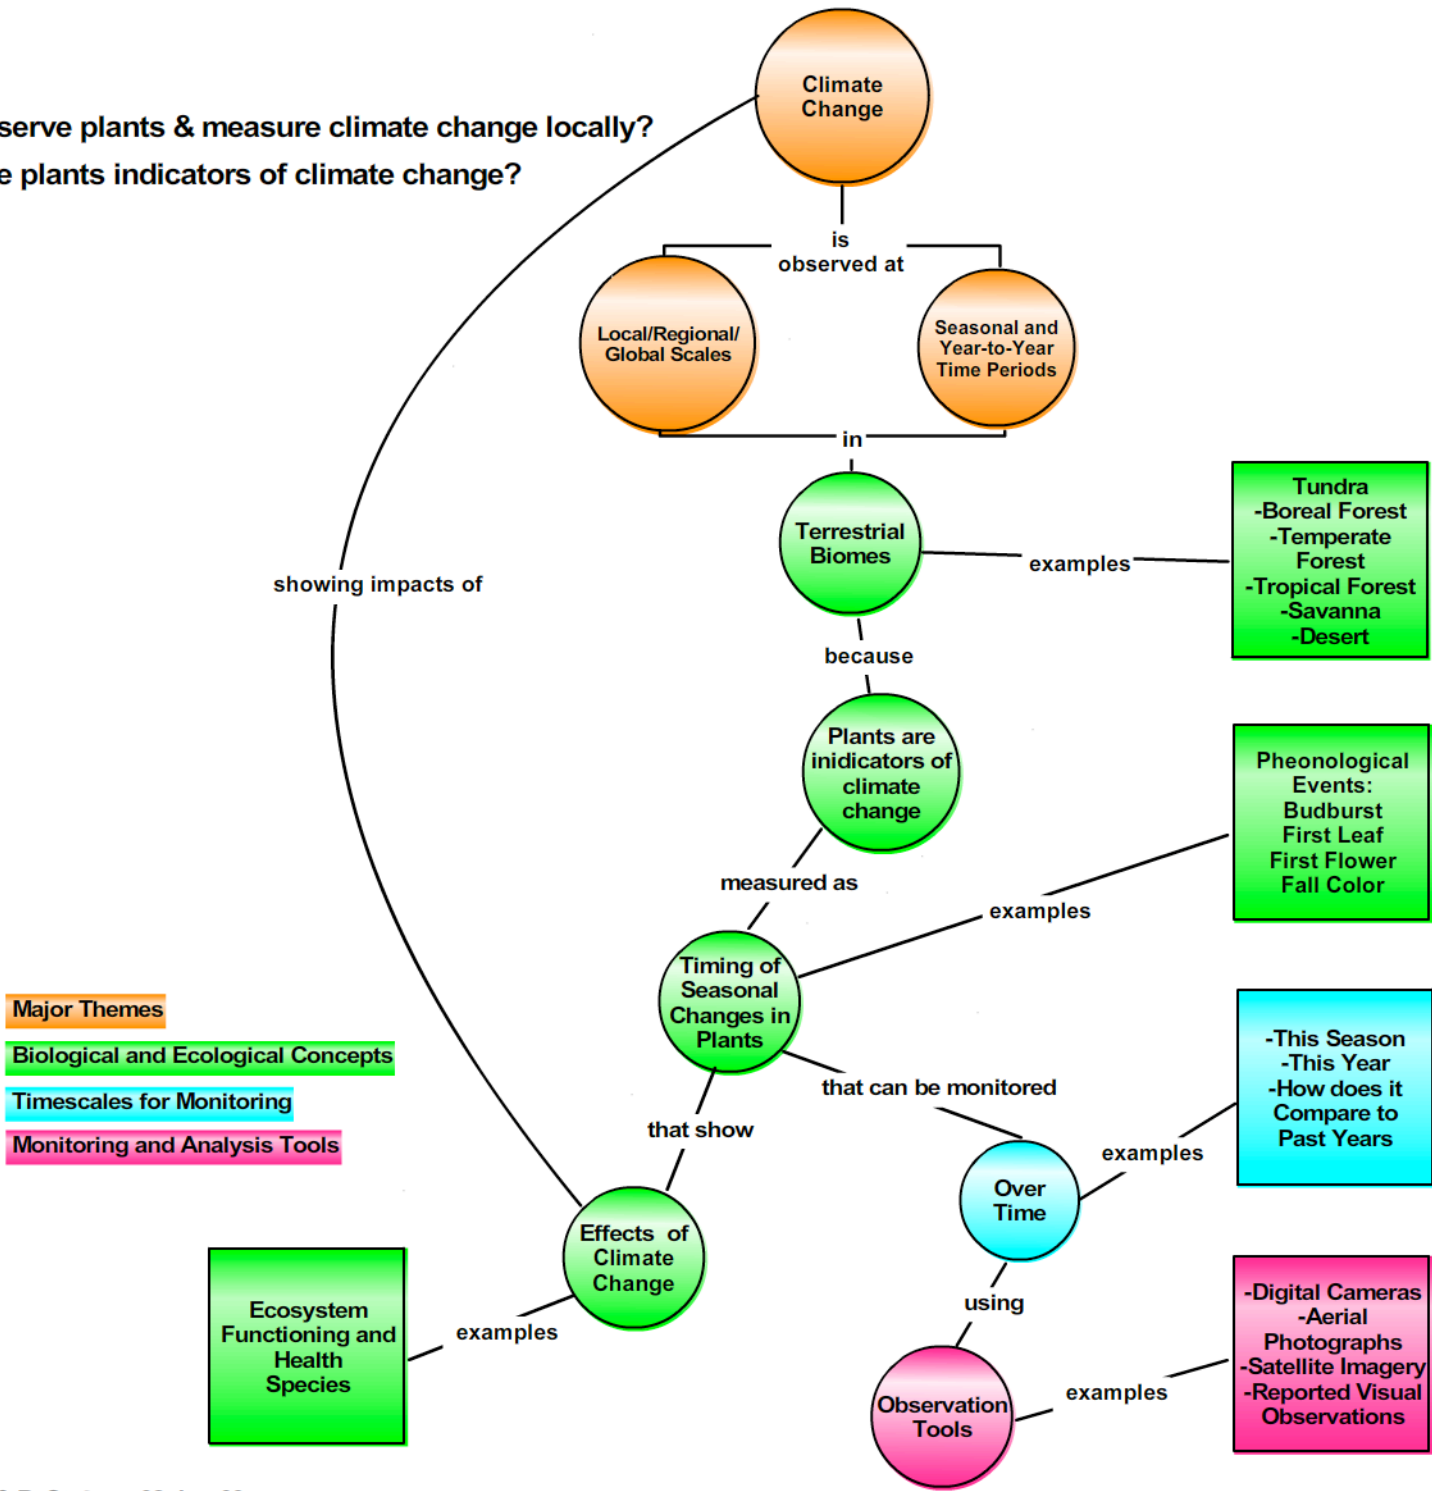 Climate
Change
serve plants & measure climate change locally?
e plants indicators of climate change?
is
observed at
Local/Regional/
Global Scales
Seasonal and
Year-to-Year
Time Periods
in
Terrestrial
Biomes
examples
Tundra
-Boreal Forest
-Temperate
Forest
-Tropical Forest
-Savanna
-Desert
showing impacts of
because
Plants are
inidicators of
climate
change
Pheonological
Events:
Budburst
First Leaf
First Flower
Fall Color
measured as
examples
Timing of
Seasonal
Changes in
Plants
Major Themes
Biological and Ecological Concepts
Timescales for Monitoring
Monitoring and Analysis Tools
that can be monitored
-This Season
-This Year
-How does it
Compare to
Past Years
that show
examples
Over
Time
Effects of
Climate
Change
Ecosystem
Functioning and
Health
Species
examples
using
-Digital Cameras
-Aerial
Photographs
-Satellite Imagery
-Reported Visual
Observations
examples
Observation
Tools